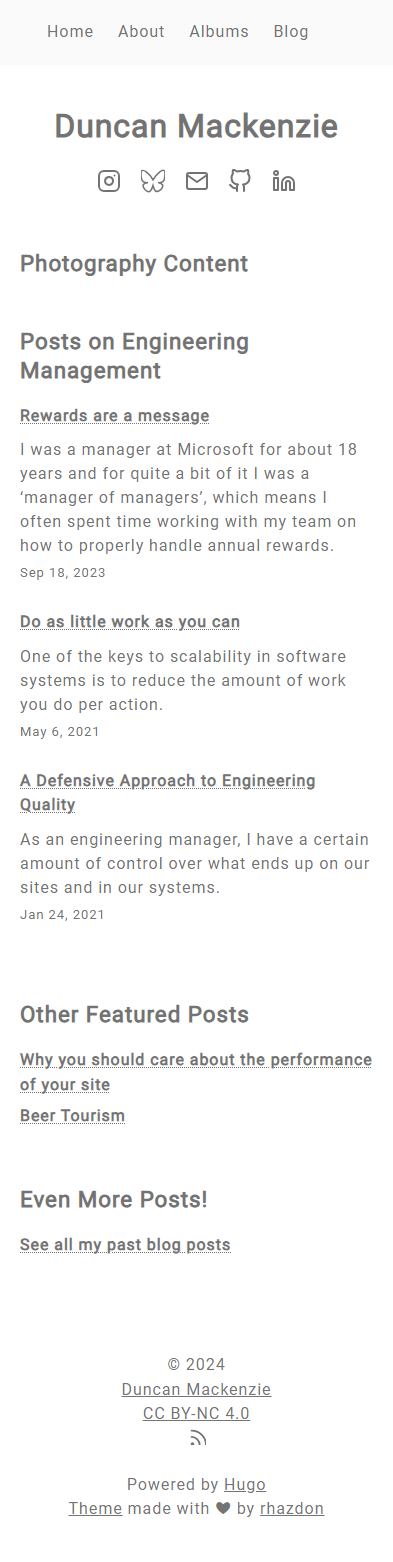 Home About Albums Blog
Duncan Mackenzie
Photography Content
Posts on Engineering
Management
Rewards are a message
I was a manager at Microsoft for about 18
years and for quite a bit of it I was a
‘manager of managers’, which means I
often spent time working with my team on
how to properly handle annual rewards.
Sep 18, 2023
Do as little work as you can
One of the keys to scalability in software
systems is to reduce the amount of work
you do per action.
May 6, 2021
A Defensive Approach to Engineering
Quality
As an engineering manager, I have a certain
amount of control over what ends up on our
sites and in our systems.
Jan 24, 2021
Other Featured Posts
Why you should care about the performance
of your site
Beer Tourism
Even More Posts!
See all my past blog posts
© 2024
Duncan Mackenzie
CC BY-NC 4.0
Powered by Hugo
Theme made with ❤ by rhazdon